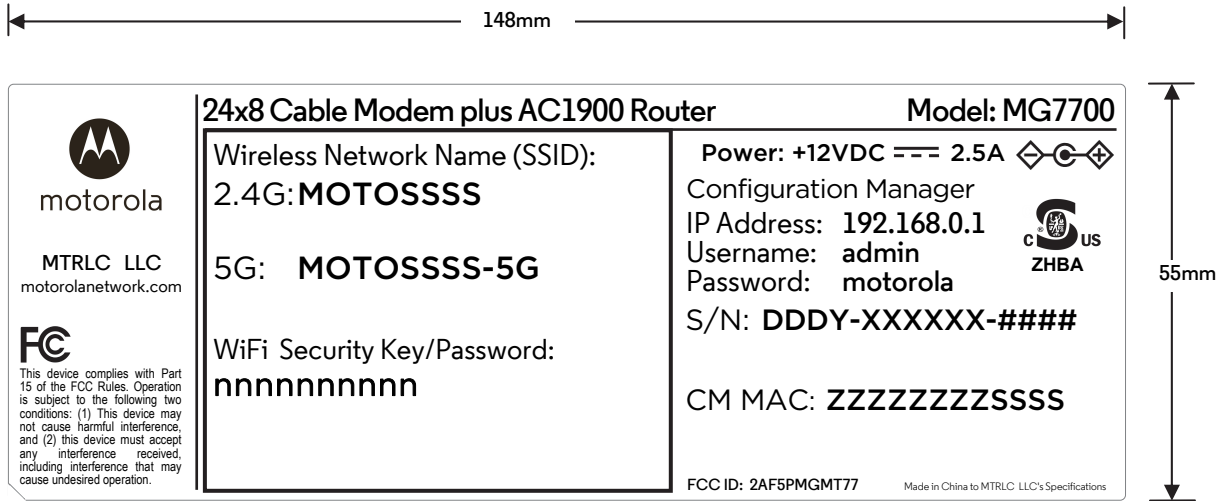 148mm
24x8 Cable Modem plus AC1900 Router Model: MG7700
motorola
MTRLC LLC
motorolanetwork.com
FC
This device complies with Part
15 of the FCC Rules. Operation
is subject to the following two
conditions: (1) This device may
not cause harmful interference,
and (2) this device must accept
any interference received,
including interference that may
cause undesired operation.
Wireless Network Name (SSID):
2.4G: MOTOSSSS
5G: MOTOSSSS-5G
WiFi Security Key/Password:
nnnnnnnnnn
Power: +12VDC 2.5A
Configuration Manager
IP Address: 192.168.0.1
Username: admin
Password: motorola
C S US
®
ZHBA
S/N: DDDY-XXXXXX-####
CM MAC: ZZZZZZZZSSSS
FCC ID: 2AF5PMGMT77 Made in China to MTRLC LLC's Specifications
55mm